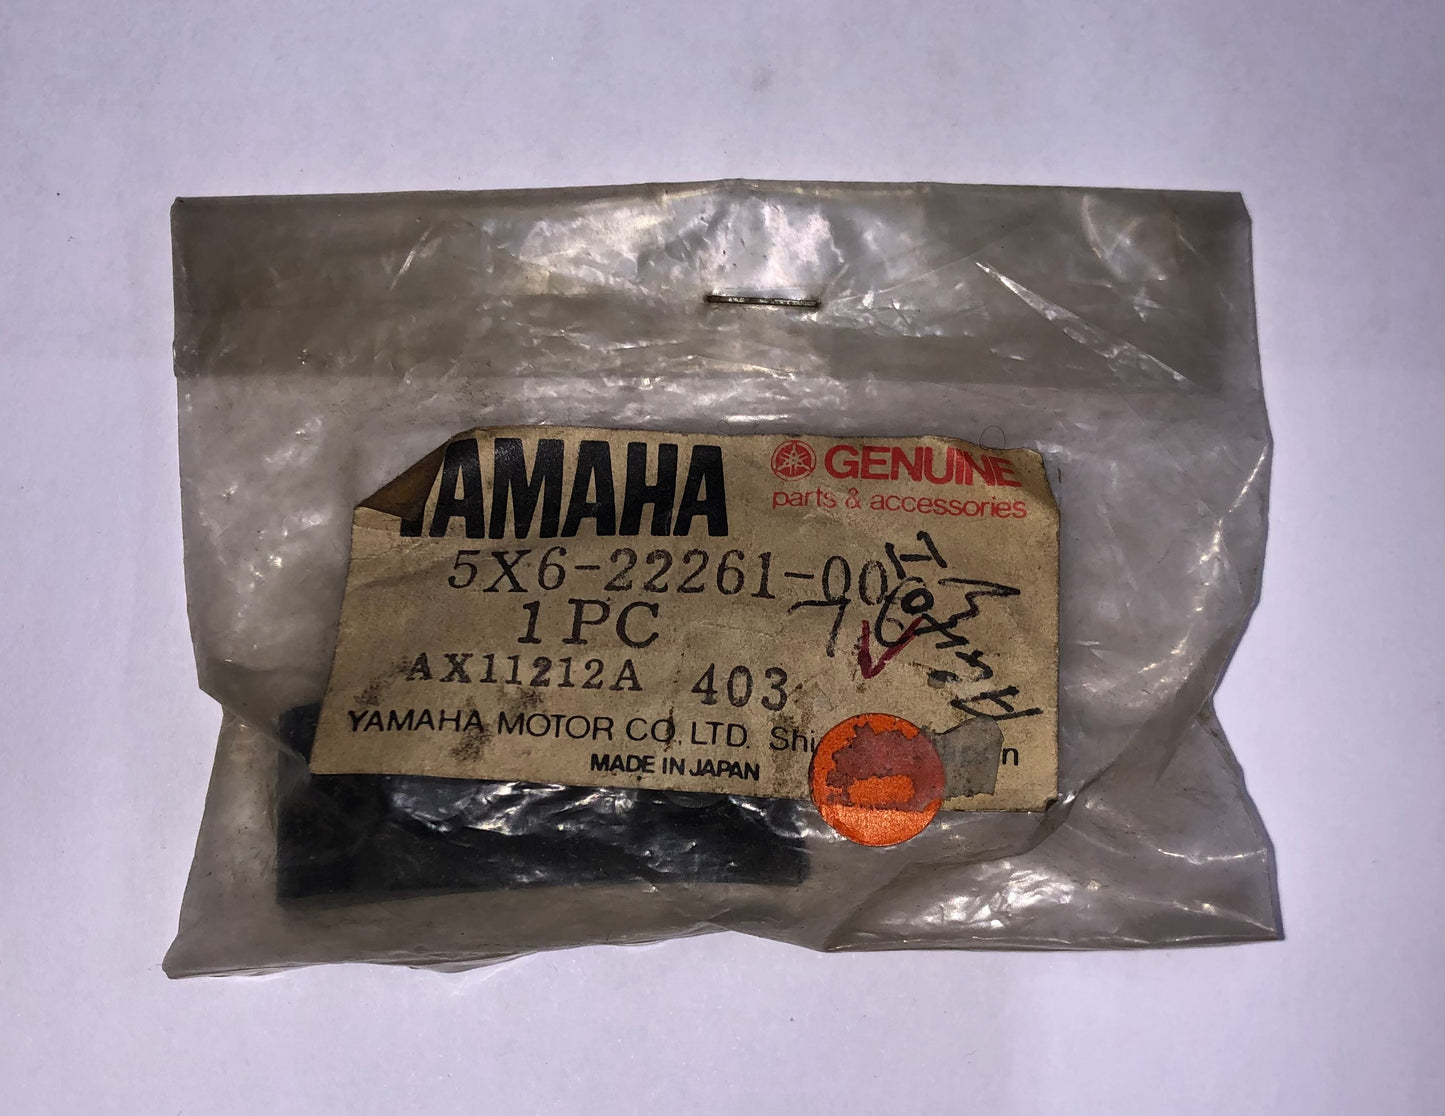 YAMAHA
GENUINE
parts & accessories
5X6-22261-00
1PC
AX11212A 403
YAMAHA MOTOR CO., LTD.
MADE IN JAPAN